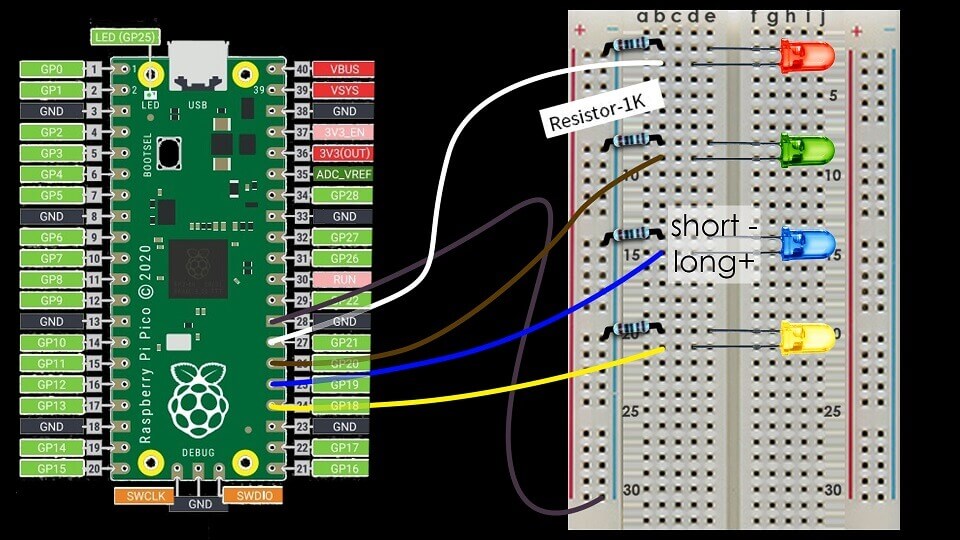 LED (GP25)
GP0 1 1 40 VBUS
GP1 2 2 39 39 VSYS
GND 3 38 GND
GP2 4 37 3V3_EN
GP3 5 36 3V3(OUT)
GP4 6 35 ADC_VREF
GP5 7 34 GP28
GND 8 33 GND
GP6 9 32 GP27
GP7 10 31 GP26
GP8 11 30 RUN
GP9 12 29 GP22
GND 13 28 GND
GP10 14 27 GP21
GP11 15 GP20
GP12 16 GP19
GP13 17 24 GP18
GND 18 23 GND
GP14 19 22 GP17
GP15 20 21 GP16
LED
USB
BOOTSEL
Raspberry Pi Pico © 2020
DEBUG
SWCLK
GND
SWDIO
a b c d e f g h i j
+ − + −
5
Resistor-1K
10 10
short -
long+
15 15
20 20
25 25
30 30